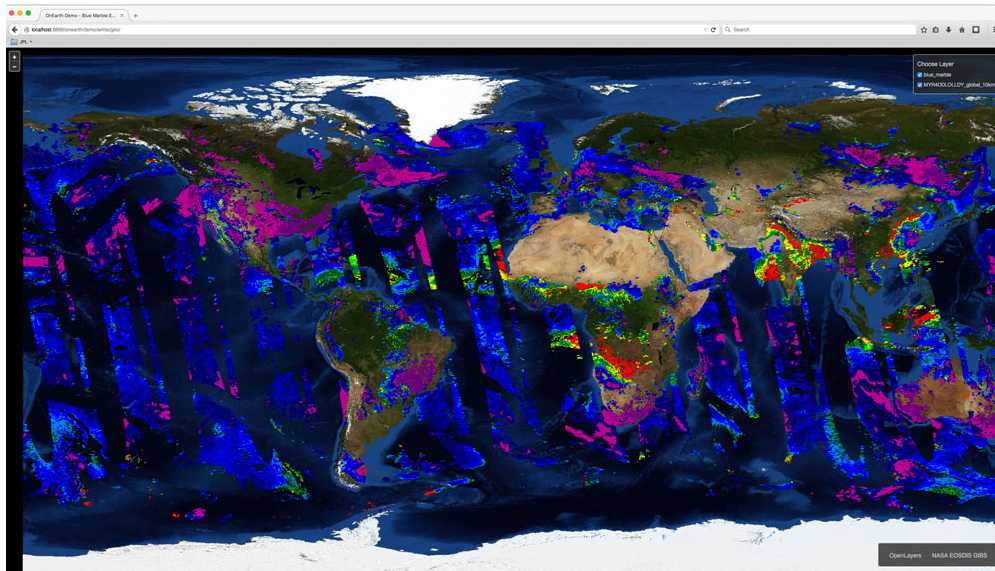 OnEarth Demo - Blue Marble E...
localhost:8888/onearth/demo/wmts/geo/
Search
JPL
Choose Layer
blue_marble
OpenLayers NASA EOSDIS GIBS